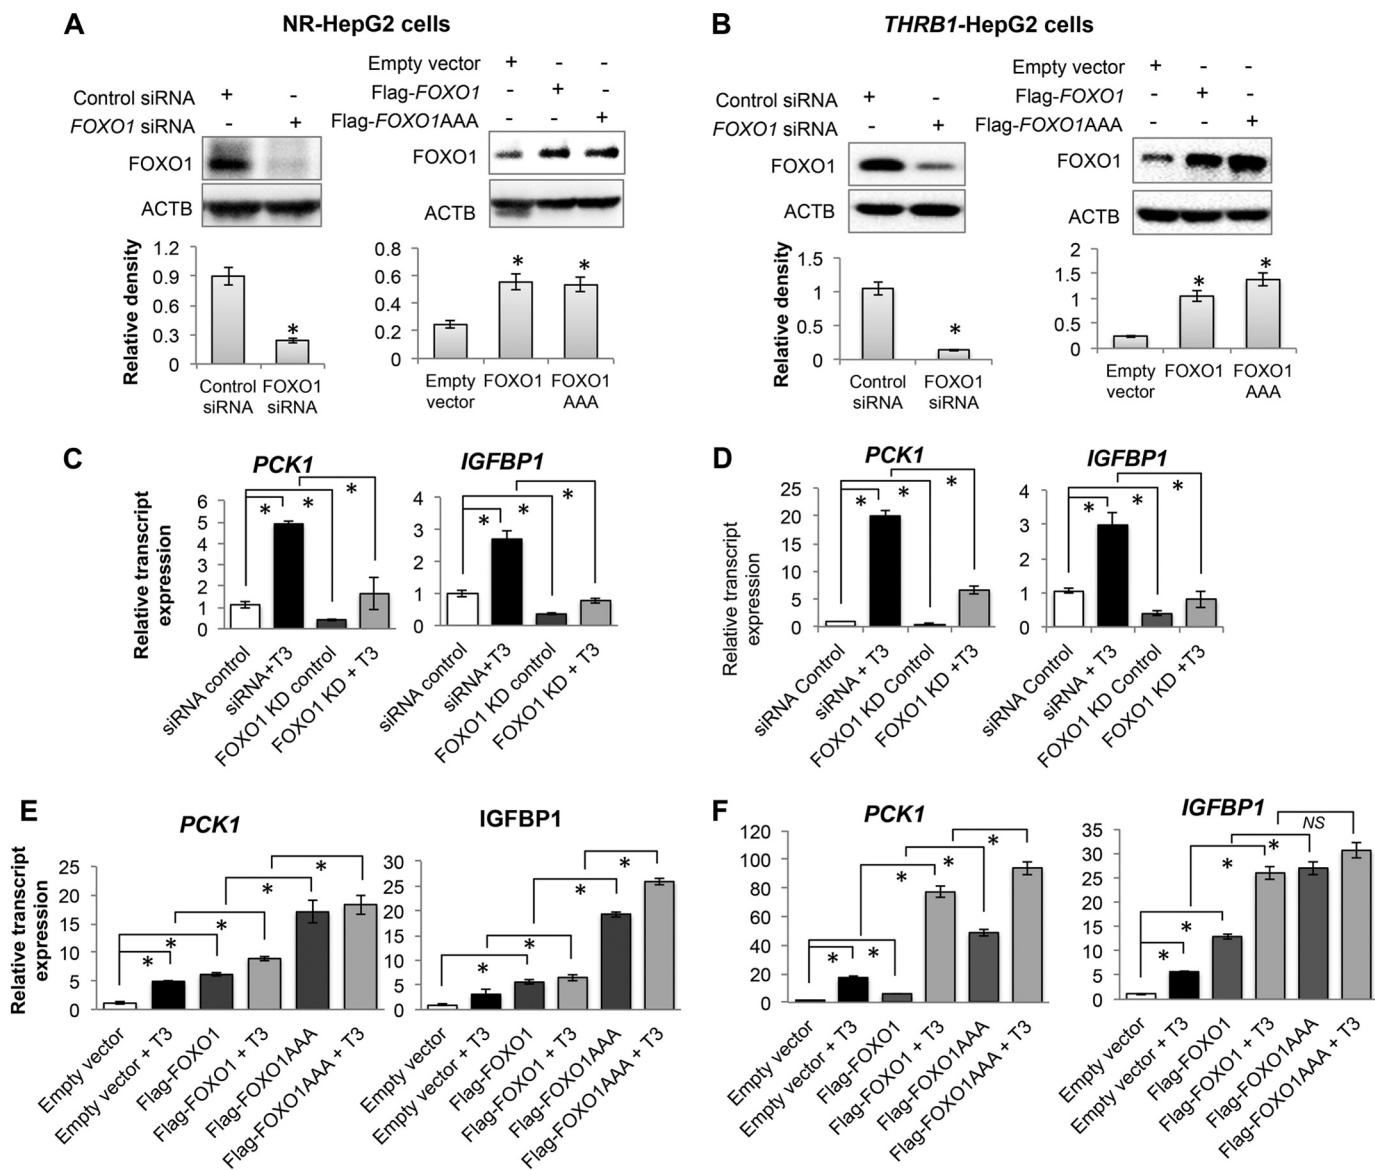 A
NR-HepG2 cells
Control siRNA + -
FOXO1 siRNA - +
FOXO1
ACTB
Relative density
1.2
0.9
0.6
0.3
0
*
Control siRNA
FOXO1 siRNA
Empty vector + - -
Flag-FOXO1 - + -
Flag-FOXO1AAA - - +
FOXO1
ACTB
0.8
0.6
0.4
0.2
0
* *
Empty vector
FOXO1
FOXO1 AAA
B
THRB1-HepG2 cells
Control siRNA + -
FOXO1 siRNA - +
FOXO1
ACTB
Relative density
1.5
1
0.5
0
*
Control siRNA
FOXO1 siRNA
Empty vector + - -
Flag-FOXO1 - + -
Flag-FOXO1AAA - - +
FOXO1
ACTB
2
1.5
1
0.5
0
* *
Empty vector
FOXO1
FOXO1 AAA
C
PCK1
Relative transcript expression
6
5
4
3
2
1
0
* * *
siRNA control
siRNA+T3
FOXO1 KD control
FOXO1 KD + T3
IGFBP1
4
3
2
1
0
* * *
siRNA control
siRNA+T3
FOXO1 KD control
FOXO1 KD + T3
D
PCK1
Relative transcript expression
25
20
15
10
5
0
* * *
siRNA Control
siRNA + T3
FOXO1 KD Control
FOXO1 KD + T3
IGFBP1
4
3
2
1
0
* * *
siRNA Control
siRNA + T3
FOXO1 KD Control
FOXO1 KD + T3
E
PCK1
Relative transcript expression
25
20
15
10
5
0
* * * * *
Empty vector
Empty vector + T3
Flag-FOXO1
Flag-FOXO1 + T3
Flag-FOXO1AAA
Flag-FOXO1AAA + T3
IGFBP1
30
25
20
15
10
5
0
* * * *
Empty vector
Empty vector + T3
Flag-FOXO1
Flag-FOXO1 + T3
Flag-FOXO1AAA
Flag-FOXO1AAA + T3
F
PCK1
120
100
80
60
40
20
0
* * * * *
Empty vector
Empty vector + T3
Flag-FOXO1
Flag-FOXO1 + T3
Flag-FOXO1AAA
Flag-FOXO1AAA + T3
IGFBP1
35
30
25
20
15
10
5
0
* * * * NS
Empty vector
Empty vector + T3
Flag-FOXO1
Flag-FOXO1 + T3
Flag-FOXO1AAA
Flag-FOXO1AAA + T3